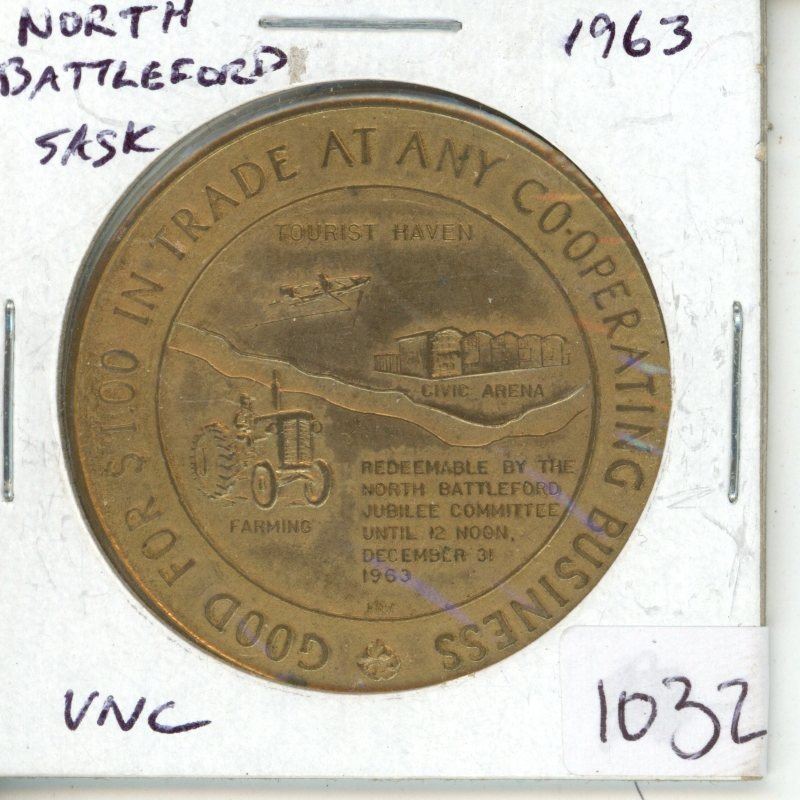 NORTH
BATTLEFORD
SASK
1963
GOOD FOR $1.00 IN TRADE AT ANY CO-OPERATING BUSINESS
TOURIST HAVEN
CIVIC ARENA
FARMING
REDEEMABLE BY THE
NORTH BATTLEFORD
JUBILEE COMMITTEE
UNTIL 12 NOON,
DECEMBER 31
1963
UNC
1032